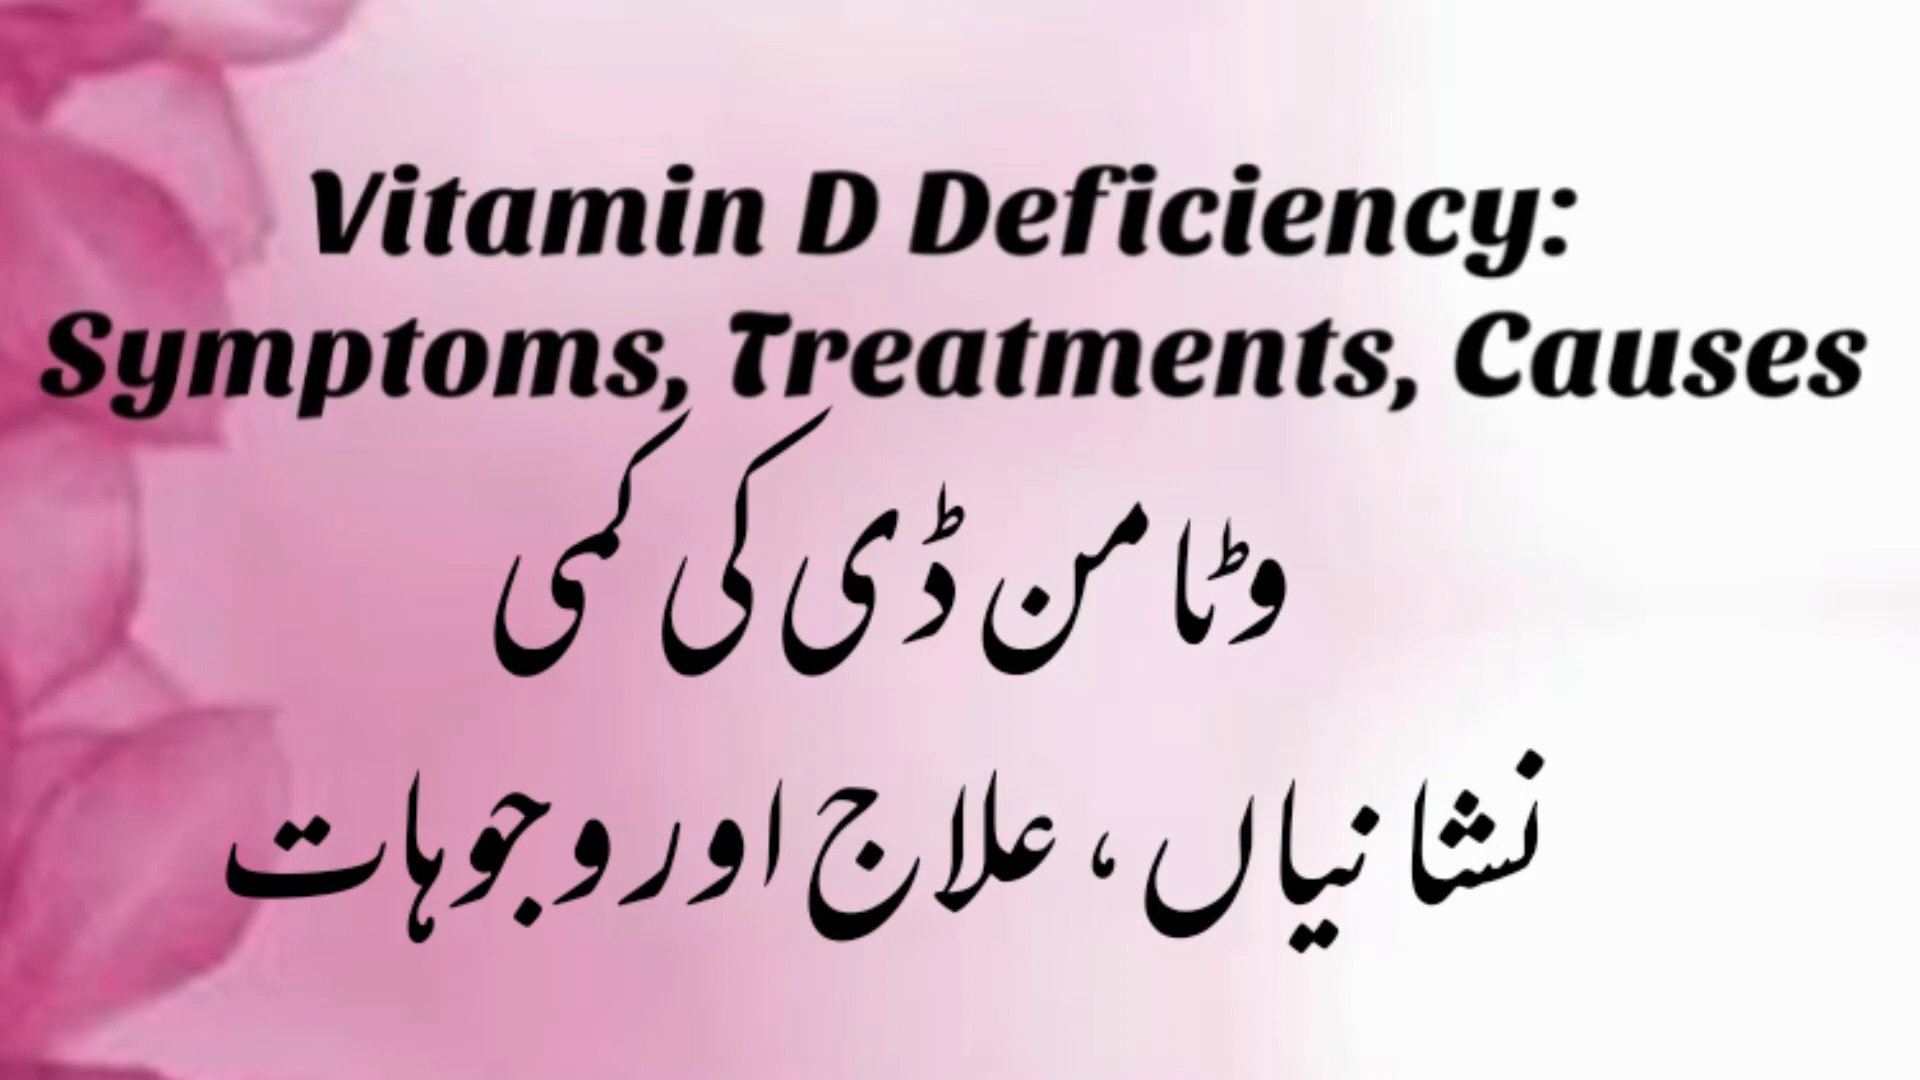 Vitamin D Deficiency:
Symptoms, Treatments, Causes
وٹامن ڈی کی کمی
نشانیاں، علاج اور وجوہات